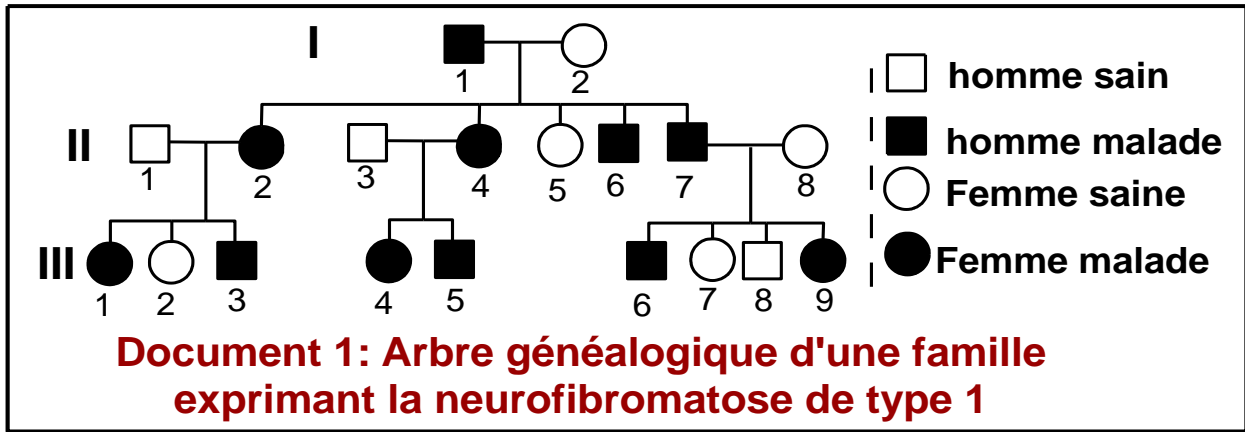 I
1 2
homme sain
II
1 2 3 4 5 6 7 8
homme malade
Femme saine
III
1 2 3 4 5 6 7 8 9
Femme malade
Document 1: Arbre généalogique d'une famille
exprimant la neurofibromatose de type 1